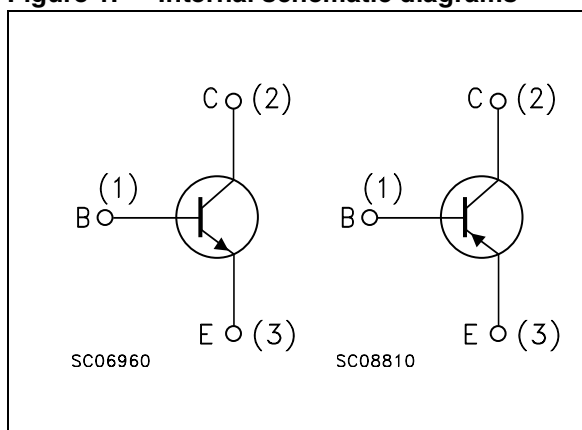 Figure 1. Internal schematic diagrams
C (2) C (2)
(1) (1)
B B
E (3) E (3)
SC06960 SC08810